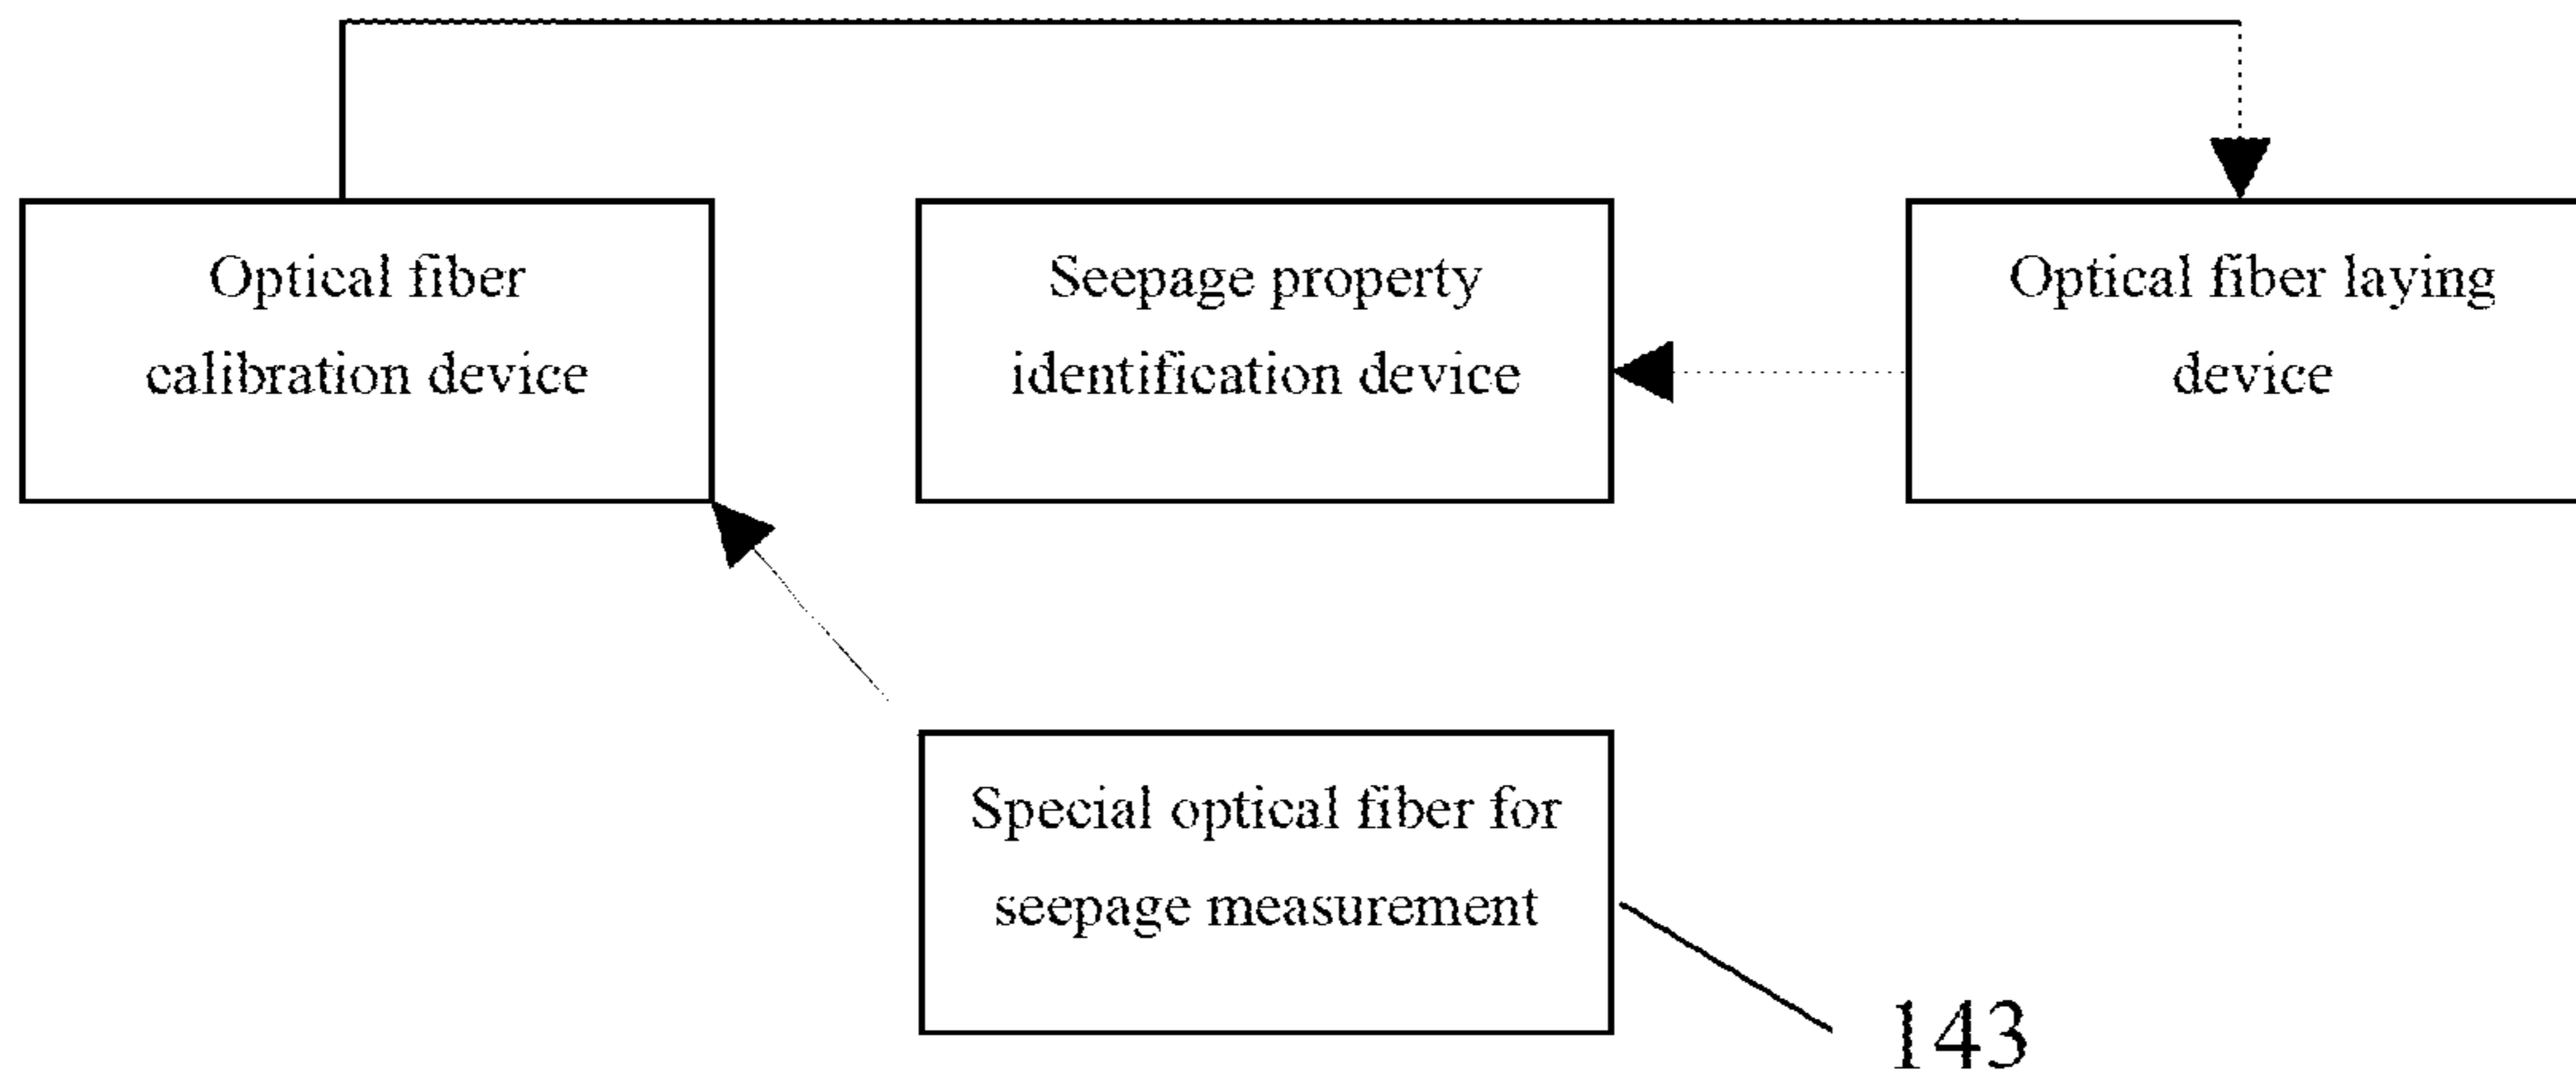 Optical fiber
calibration device
Seepage property
identification device
Optical fiber laying
device
Special optical fiber for
seepage measurement
143